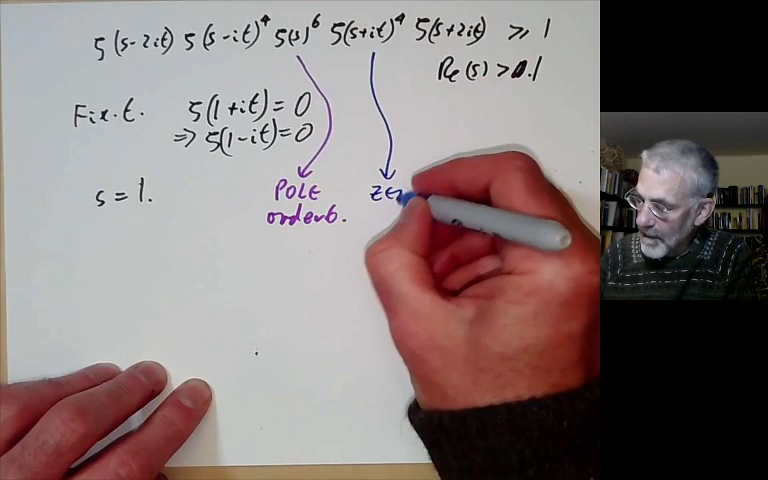 ζ(s-2it) ζ(s-it)⁴ ζ(s)⁶ ζ(s+it)⁴ ζ(s+2it) ≥ 1
Re(s) > 1
Fix t. ζ(1+it) = 0
⇒ ζ(1-it) = 0
s = 1. POLE ZE
order 6.